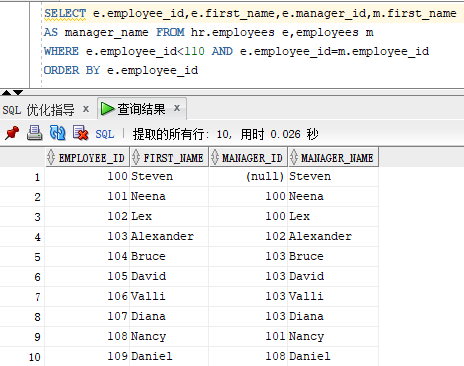 SELECT e.employee_id,e.first_name,e.manager_id,m.first_name
AS manager_name FROM hr.employees e,employees m
WHERE e.employee_id<110 AND e.employee_id=m.employee_id
ORDER BY e.employee_id
SQL 优化指导 × 查询结果 ×
SQL | 提取的所有行: 10, 用时 0.026 秒
EMPLOYEE_ID FIRST_NAME MANAGER_ID MANAGER_NAME
1 100 Steven (null) Steven
2 101 Neena 100 Neena
3 102 Lex 100 Lex
4 103 Alexander 102 Alexander
5 104 Bruce 103 Bruce
6 105 David 103 David
7 106 Valli 103 Valli
8 107 Diana 103 Diana
9 108 Nancy 101 Nancy
10 109 Daniel 108 Daniel